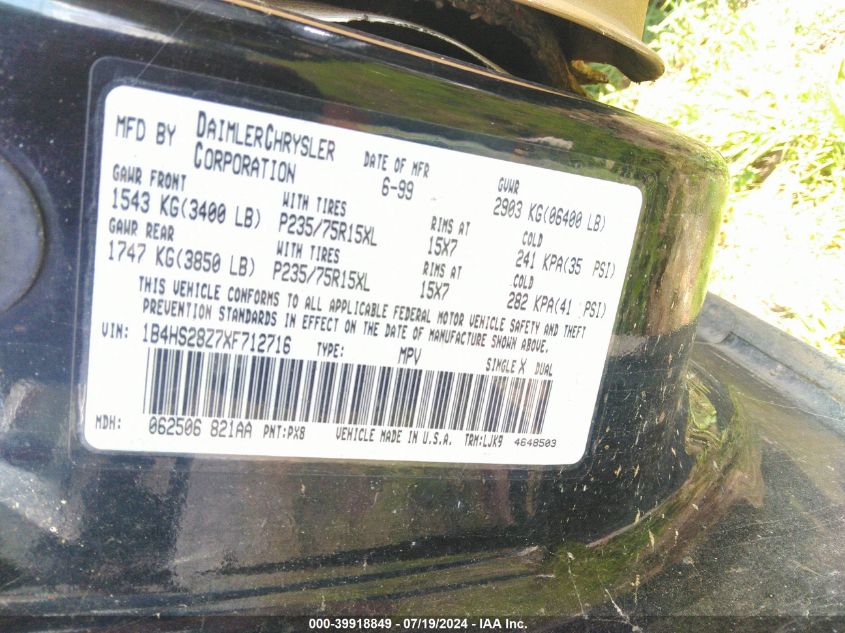 MFD BY DAIMLERCHRYSLER CORPORATION
DATE OF MFR 6-99
GVWR 2903 KG(06400 LB)
GAWR FRONT WITH TIRES RIMS AT COLD
1543 KG(3400 LB) P235/75R15XL 15X7 241 KPA(35 PSI)
GAWR REAR WITH TIRES RIMS AT COLD
1747 KG(3850 LB) P235/75R15XL 15X7 282 KPA(41 PSI)
THIS VEHICLE CONFORMS TO ALL APPLICABLE FEDERAL MOTOR VEHICLE SAFETY AND THEFT
PREVENTION STANDARDS IN EFFECT ON THE DATE OF MANUFACTURE SHOWN ABOVE.
VIN: 1B4HS28Z7XF712716 TYPE: MPV SINGLE X DUAL
MDH: 062506 821AA PNT:PX8 VEHICLE MADE IN U.S.A. TRM:LJK9 4648503
000-39918849 / 07/19/2024 - IAA Inc.